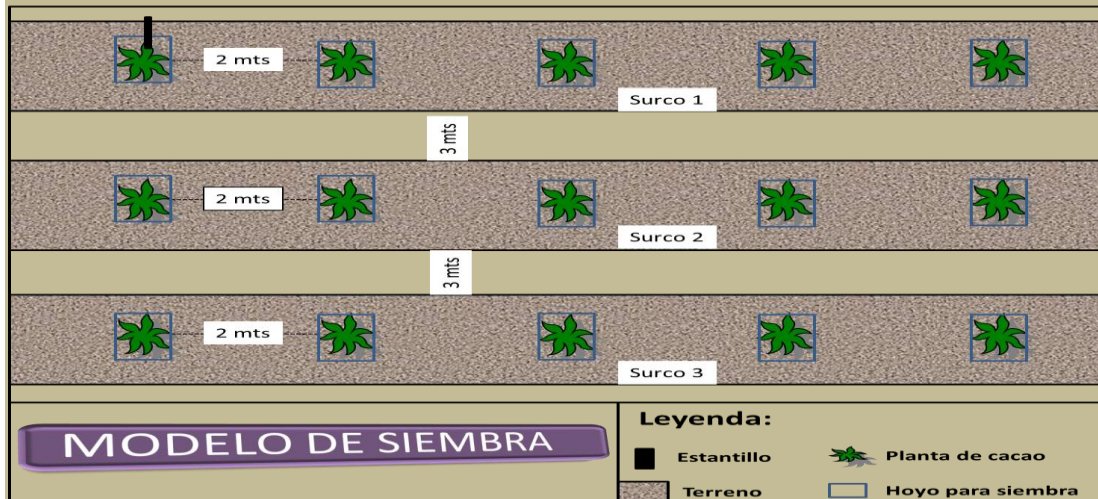 2 mts
Surco 1
3 mts
2 mts
Surco 2
3 mts
2 mts
Surco 3
MODELO DE SIEMBRA
Leyenda:
Estantillo
Planta de cacao
Terreno
Hoyo para siembra